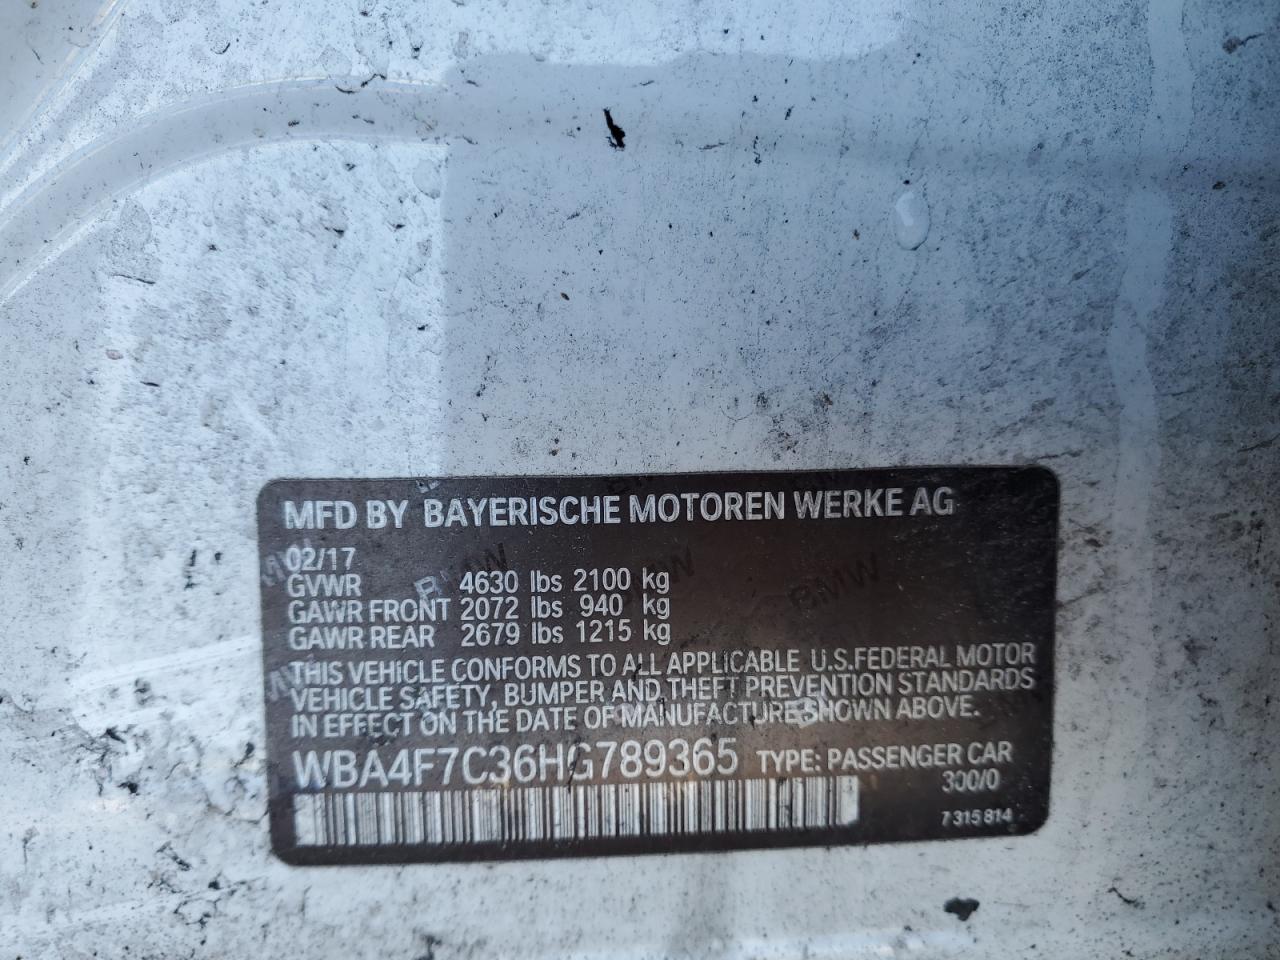 MFD BY BAYERISCHE MOTOREN WERKE AG
02/17
GVWR 4630 lbs 2100 kg
GAWR FRONT 2072 lbs 940 kg
GAWR REAR 2679 lbs 1215 kg
THIS VEHICLE CONFORMS TO ALL APPLICABLE U.S.FEDERAL MOTOR
VEHICLE SAFETY, BUMPER AND THEFT PREVENTION STANDARDS
IN EFFECT ON THE DATE OF MANUFACTURE SHOWN ABOVE.
WBA4F7C36HG789365 TYPE: PASSENGER CAR
300/0
7 315 814